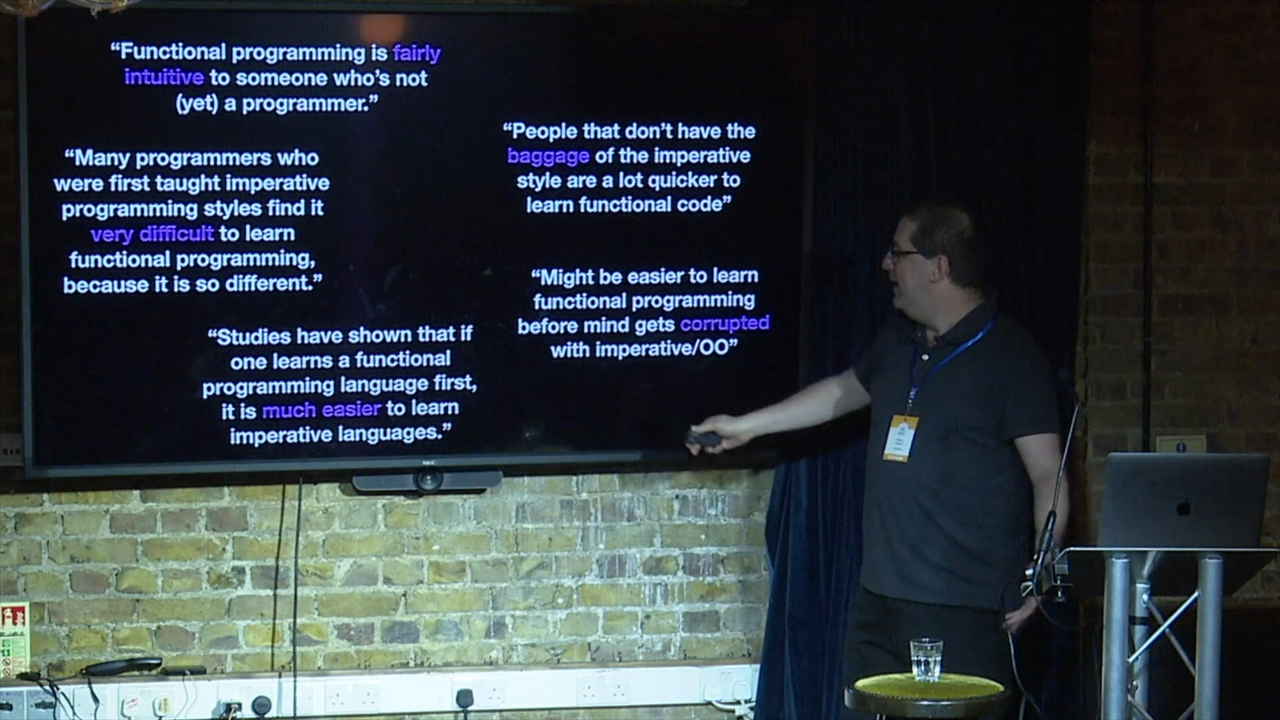 “Functional programming is fairly
intuitive to someone who’s not
(yet) a programmer.”
“Many programmers who
were first taught imperative
programming styles find it
very difficult to learn
functional programming,
because it is so different.”
“Studies have shown that if
one learns a functional
programming language first,
it is much easier to learn
imperative languages.”
“People that don’t have the
baggage of the imperative
style are a lot quicker to
learn functional code”
“Might be easier to learn
functional programming
before mind gets corrupted
with imperative/OO”
NEC